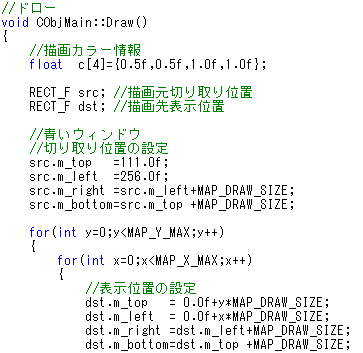 //ドロー
void CObjMain::Draw()
{
//描画カラー情報
float c[4]={0.5f,0.5f,1.0f,1.0f};
RECT_F src; //描画元切り取り位置
RECT_F dst; //描画先表示位置
//青いウィンドウ
//切り取り位置の設定
src.m_top =111.0f;
src.m_left =256.0f;
src.m_right =src.m_left+MAP_DRAW_SIZE;
src.m_bottom=src.m_top +MAP_DRAW_SIZE;
for(int y=0;y<MAP_Y_MAX;y++)
{
for(int x=0;x<MAP_X_MAX;x++)
{
//表示位置の設定
dst.m_top = 0.0f+y*MAP_DRAW_SIZE;
dst.m_left = 0.0f+x*MAP_DRAW_SIZE;
dst.m_right =dst.m_left+MAP_DRAW_SIZE;
dst.m_bottom=dst.m_top +MAP_DRAW_SIZE;